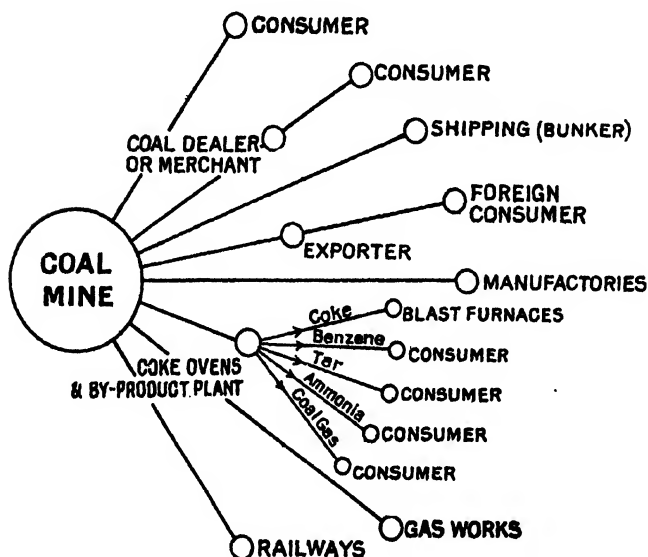 CONSUMER
CONSUMER
COAL DEALER
OR MERCHANT
SHIPPING (BUNKER)
FOREIGN
CONSUMER
EXPORTER
COAL
MINE
MANUFACTORIES
Coke
BLAST FURNACES
Benzene
CONSUMER
Tar
CONSUMER
Ammonia
CONSUMER
Coal Gas
CONSUMER
COKE OVENS
& BY-PRODUCT PLANT
GAS WORKS
RAILWAYS